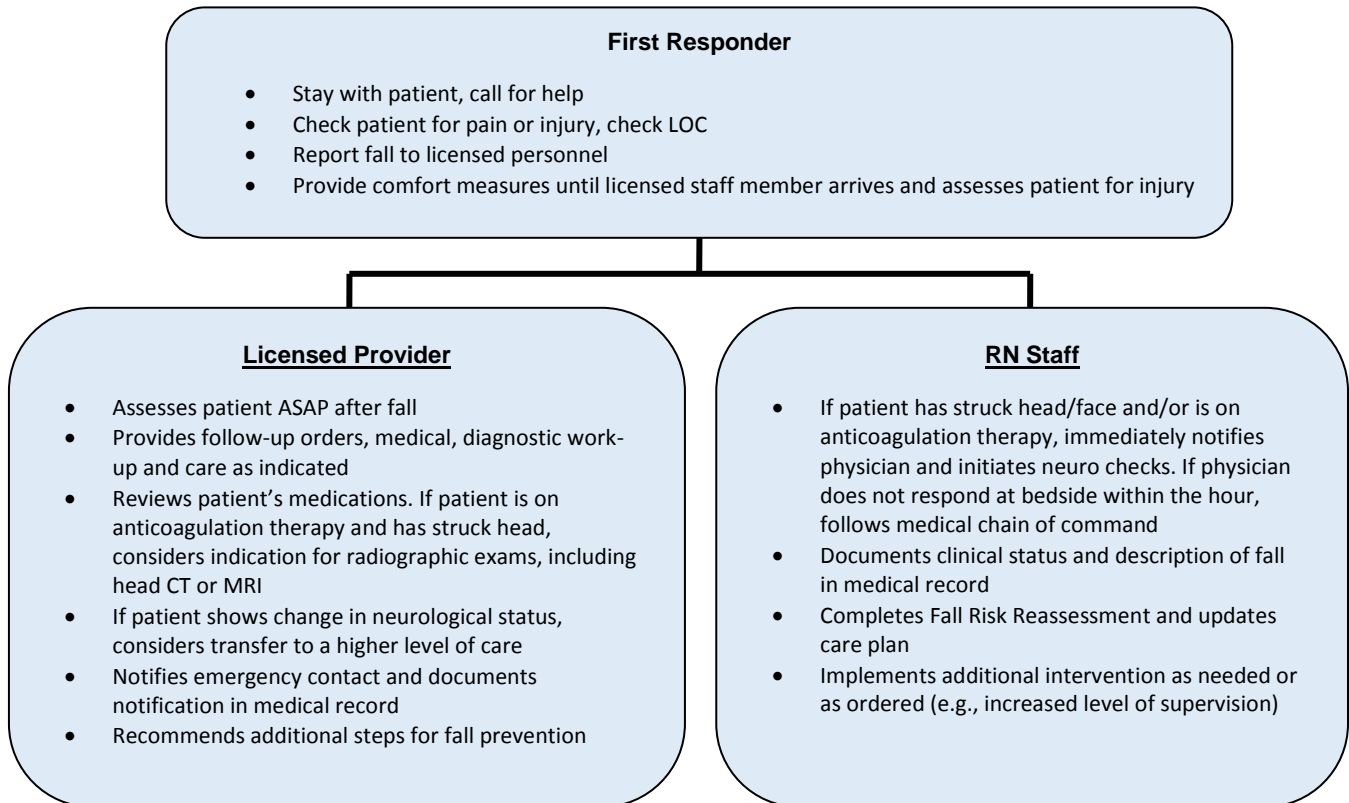 First Responder
• Stay with patient, call for help
• Check patient for pain or injury, check LOC
• Report fall to licensed personnel
• Provide comfort measures until licensed staff member arrives and assesses patient for injury
Licensed Provider
• Assesses patient ASAP after fall
• Provides follow-up orders, medical, diagnostic work-
up and care as indicated
• Reviews patient’s medications. If patient is on
anticoagulation therapy and has struck head,
considers indication for radiographic exams, including
head CT or MRI
• If patient shows change in neurological status,
considers transfer to a higher level of care
• Notifies emergency contact and documents
notification in medical record
• Recommends additional steps for fall prevention
RN Staff
• If patient has struck head/face and/or is on
anticoagulation therapy, immediately notifies
physician and initiates neuro checks. If physician
does not respond at bedside within the hour,
follows medical chain of command
• Documents clinical status and description of fall
in medical record
• Completes Fall Risk Reassessment and updates
care plan
• Implements additional intervention as needed or
as ordered (e.g., increased level of supervision)